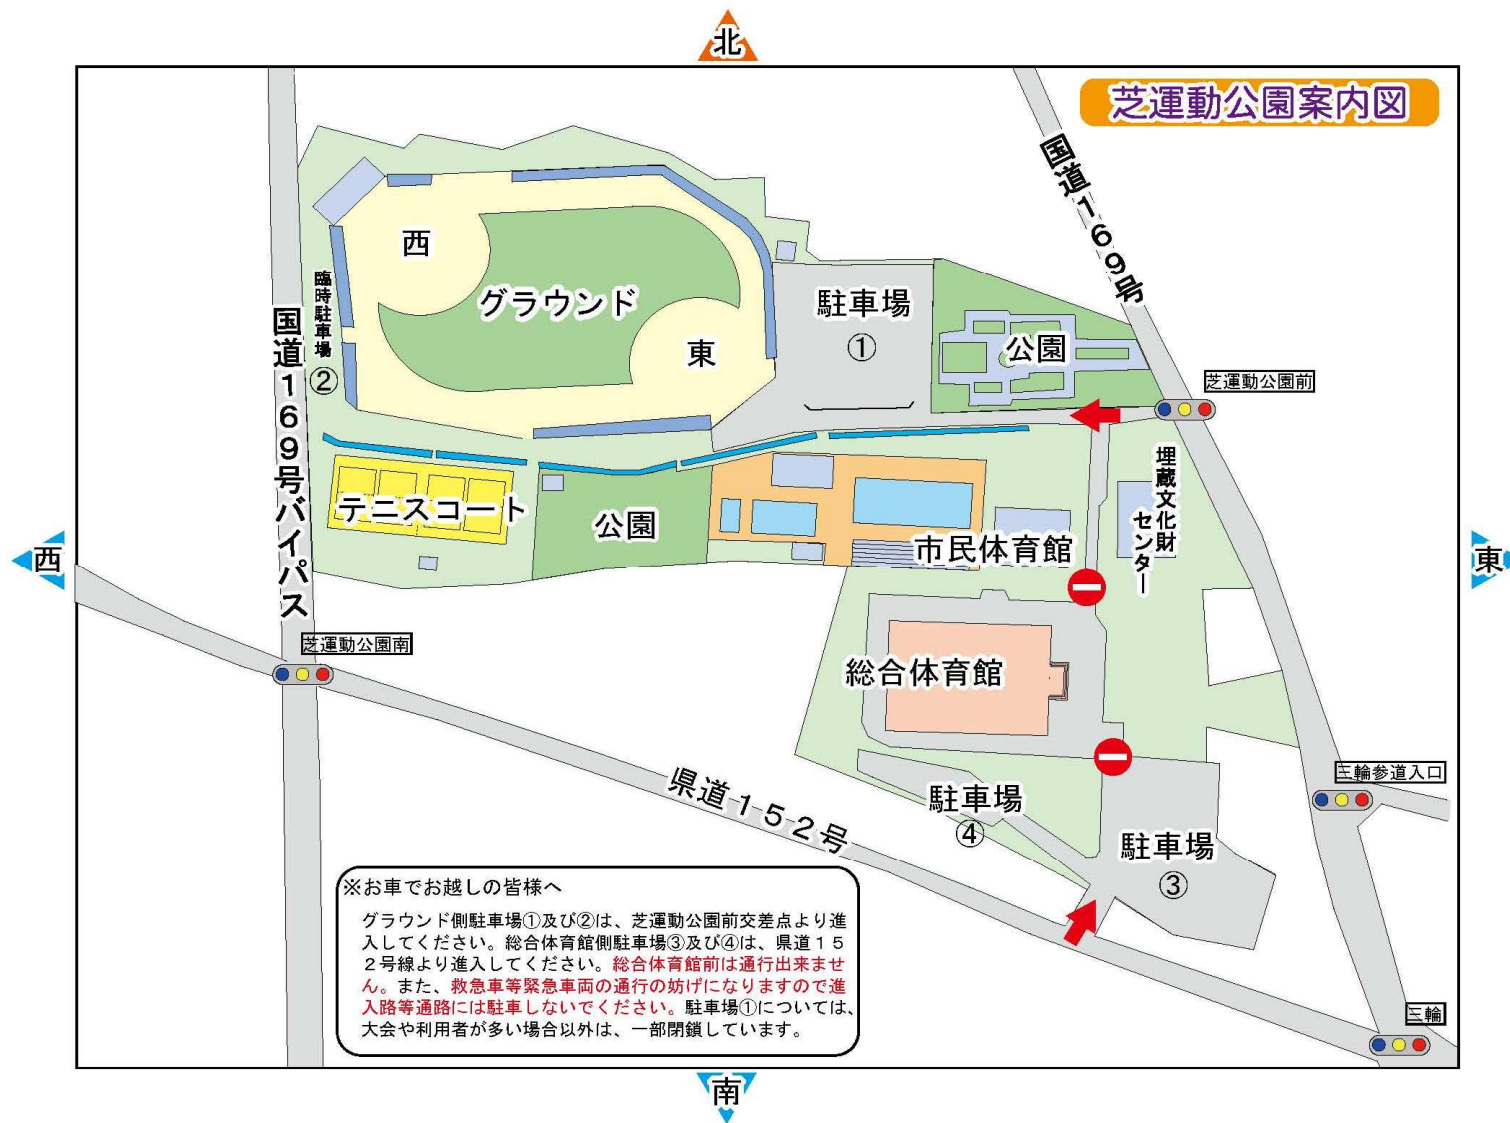 北
芝運動公園案内図
国道169号
西
臨時駐車場
②
グラウンド
東
駐車場
①
公園
国道169号バイパス
芝運動公園前
埋蔵文化財
センター
テニスコート
公園
市民体育館
西
東
芝運動公園南
総合体育館
三輪参道入口
県道152号
駐車場
④
駐車場
③
※お車でお越しの皆様へ
グラウンド側駐車場①及び②は、芝運動公園前交差点より進
入してください。総合体育館側駐車場③及び④は、県道15
2号線より進入してください。総合体育館前は通行出来ませ
ん。また、救急車等緊急車両の通行の妨げになりますので進
入路等通路には駐車しないでください。駐車場①については、
大会や利用者が多い場合以外は、一部閉鎖しています。
三輪
南